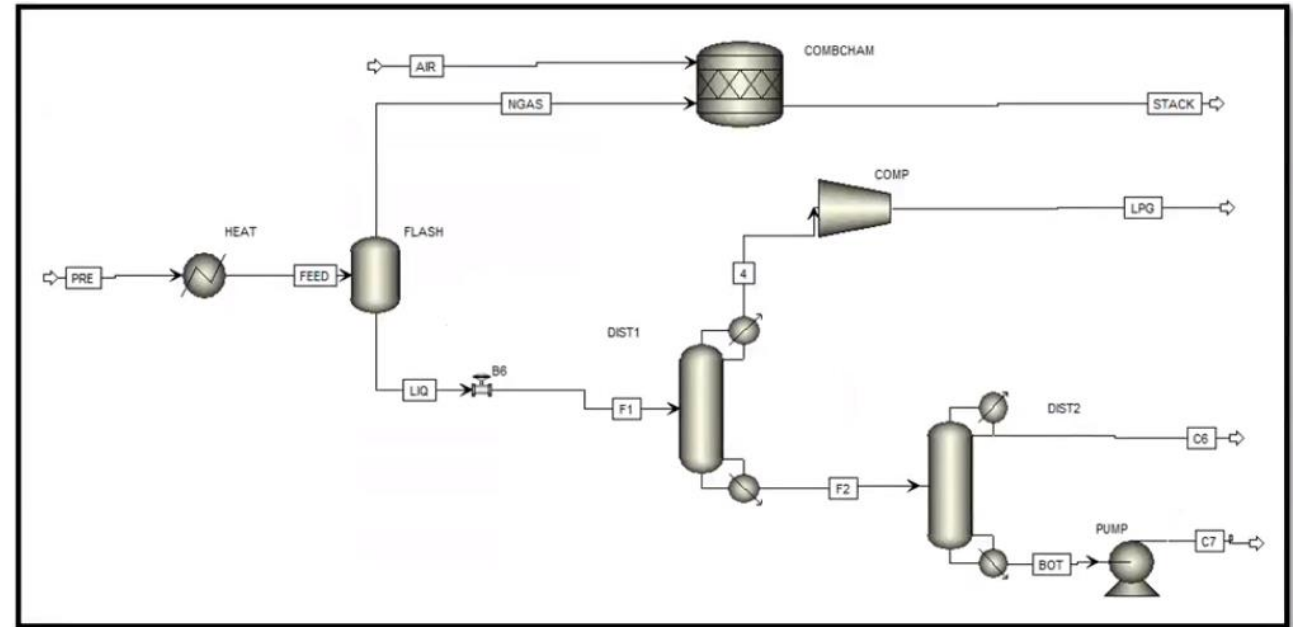 COMBCHAM
AIR
NGAS
STACK
COMP
LPG
HEAT
FLASH
PRE
FEED
4
DIST1
B6
LIQ
F1
DIST2
C6
F2
PUMP
C7
BOT